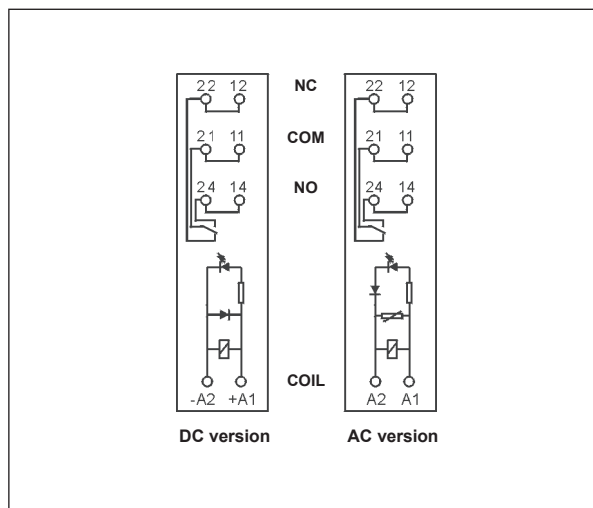 22 12 NC 22 12
21 11 COM 21 11
24 14 NO 24 14
COIL
-A2 +A1 A2 A1
DC version AC version